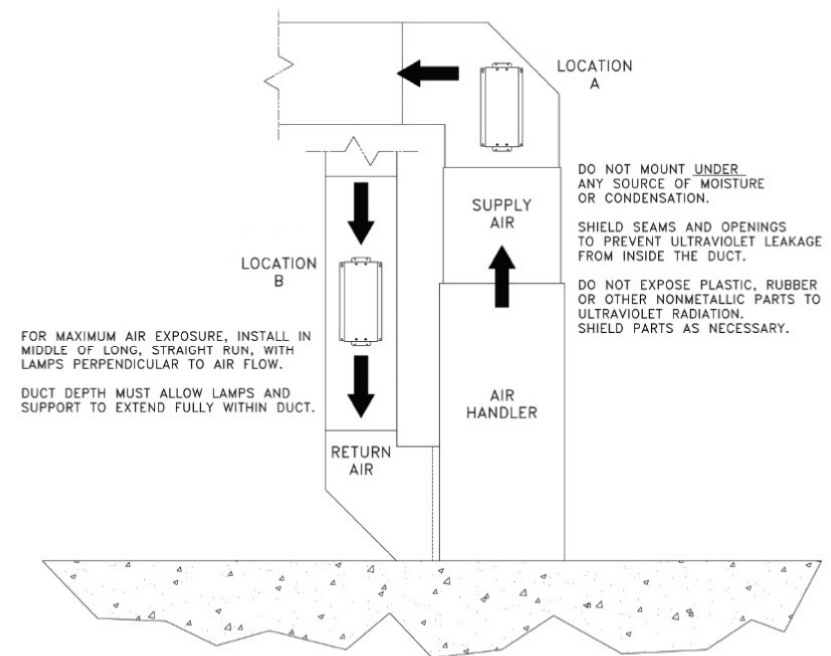 LOCATION
A
DO NOT MOUNT UNDER
ANY SOURCE OF MOISTURE
OR CONDENSATION.
SHIELD SEAMS AND OPENINGS
TO PREVENT ULTRAVIOLET LEAKAGE
FROM INSIDE THE DUCT.
DO NOT EXPOSE PLASTIC, RUBBER
OR OTHER NONMETALLIC PARTS TO
ULTRAVIOLET RADIATION.
SHIELD PARTS AS NECESSARY.
SUPPLY
AIR
LOCATION
B
FOR MAXIMUM AIR EXPOSURE, INSTALL IN
MIDDLE OF LONG, STRAIGHT RUN, WITH
LAMPS PERPENDICULAR TO AIR FLOW.
DUCT DEPTH MUST ALLOW LAMPS AND
SUPPORT TO EXTEND FULLY WITHIN DUCT.
AIR
HANDLER
RETURN
AIR